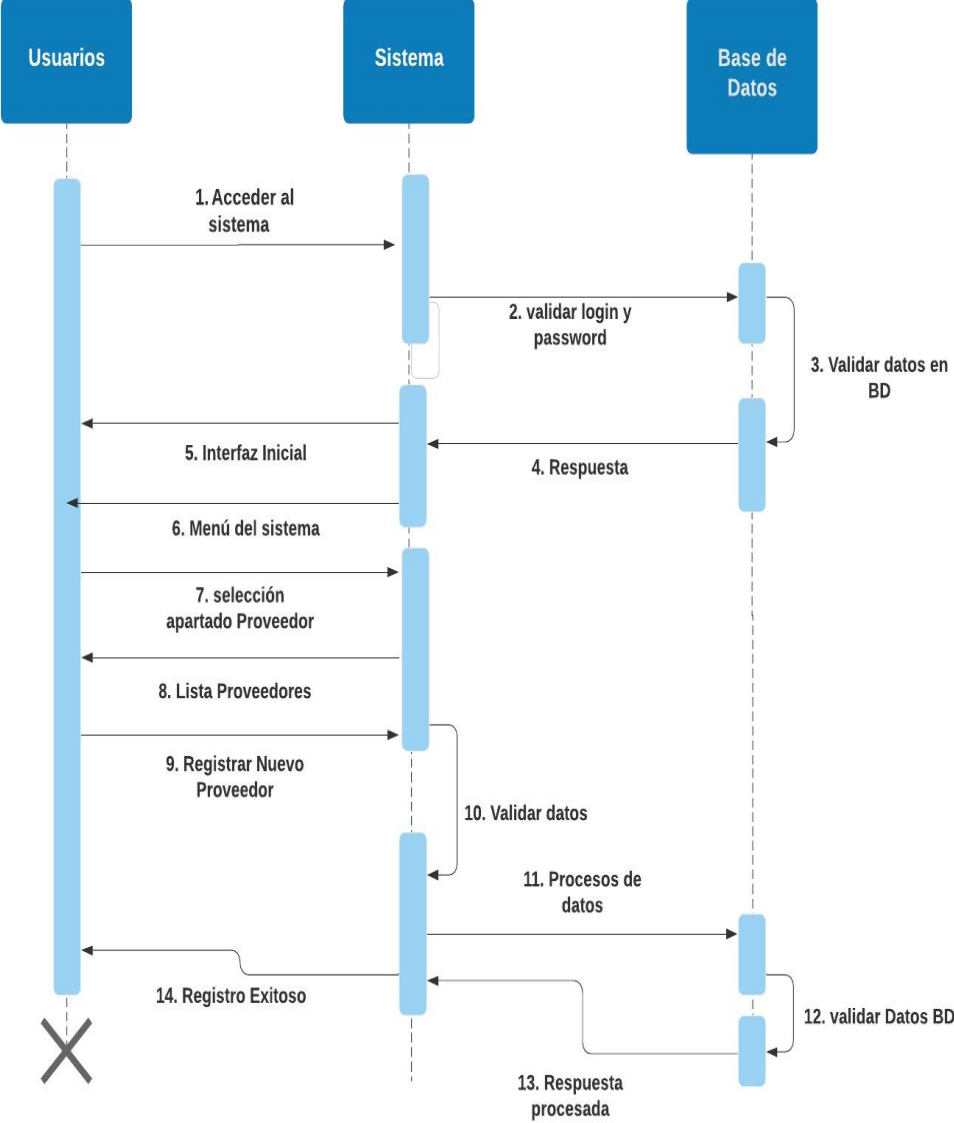 Usuarios
Sistema
Base de
Datos
1. Acceder al
sistema
2. validar login y
password
3. Validar datos en
BD
4. Respuesta
5. Interfaz Inicial
6. Menú del sistema
7. selección
apartado Proveedor
8. Lista Proveedores
9. Registrar Nuevo
Proveedor
10. Validar datos
11. Procesos de
datos
12. validar Datos BD
13. Respuesta
procesada
14. Registro Exitoso